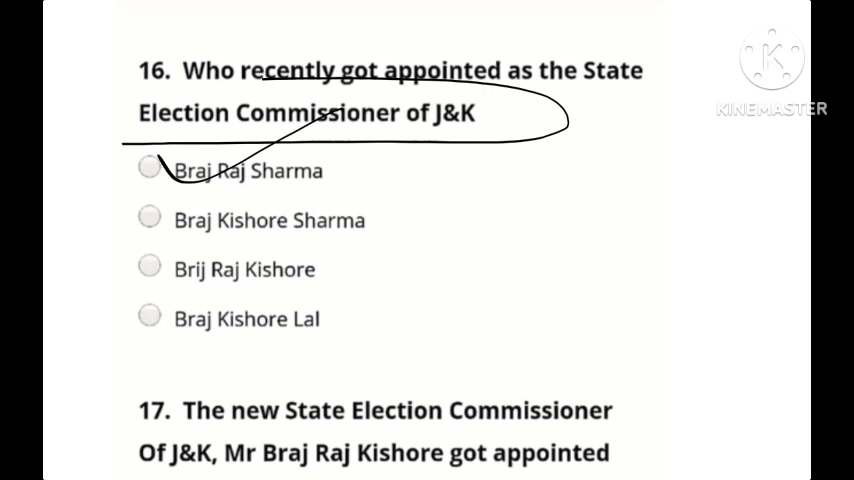 16. Who recently got appointed as the State
Election Commissioner of J&K
Braj Raj Sharma
Braj Kishore Sharma
Brij Raj Kishore
Braj Kishore Lal
17. The new State Election Commissioner
Of J&K, Mr Braj Raj Kishore got appointed
K
KINEMASTER